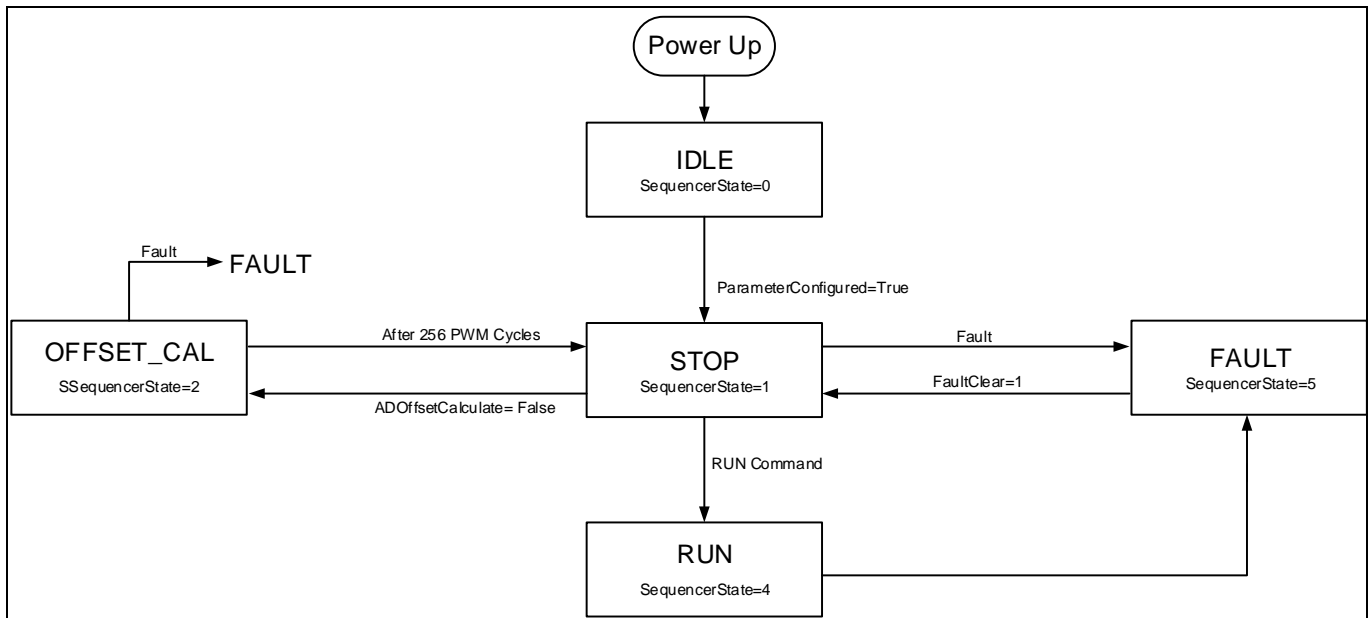 Power Up
IDLE
SequencerState=0
ParameterConfigured=True
Fault
FAULT
OFFSET_CAL
SSequencerState=2
After 256 PWM Cycles
ADOffsetCalculate= False
STOP
SequencerState=1
Fault
FaultClear=1
FAULT
SequencerState=5
RUN Command
RUN
SequencerState=4